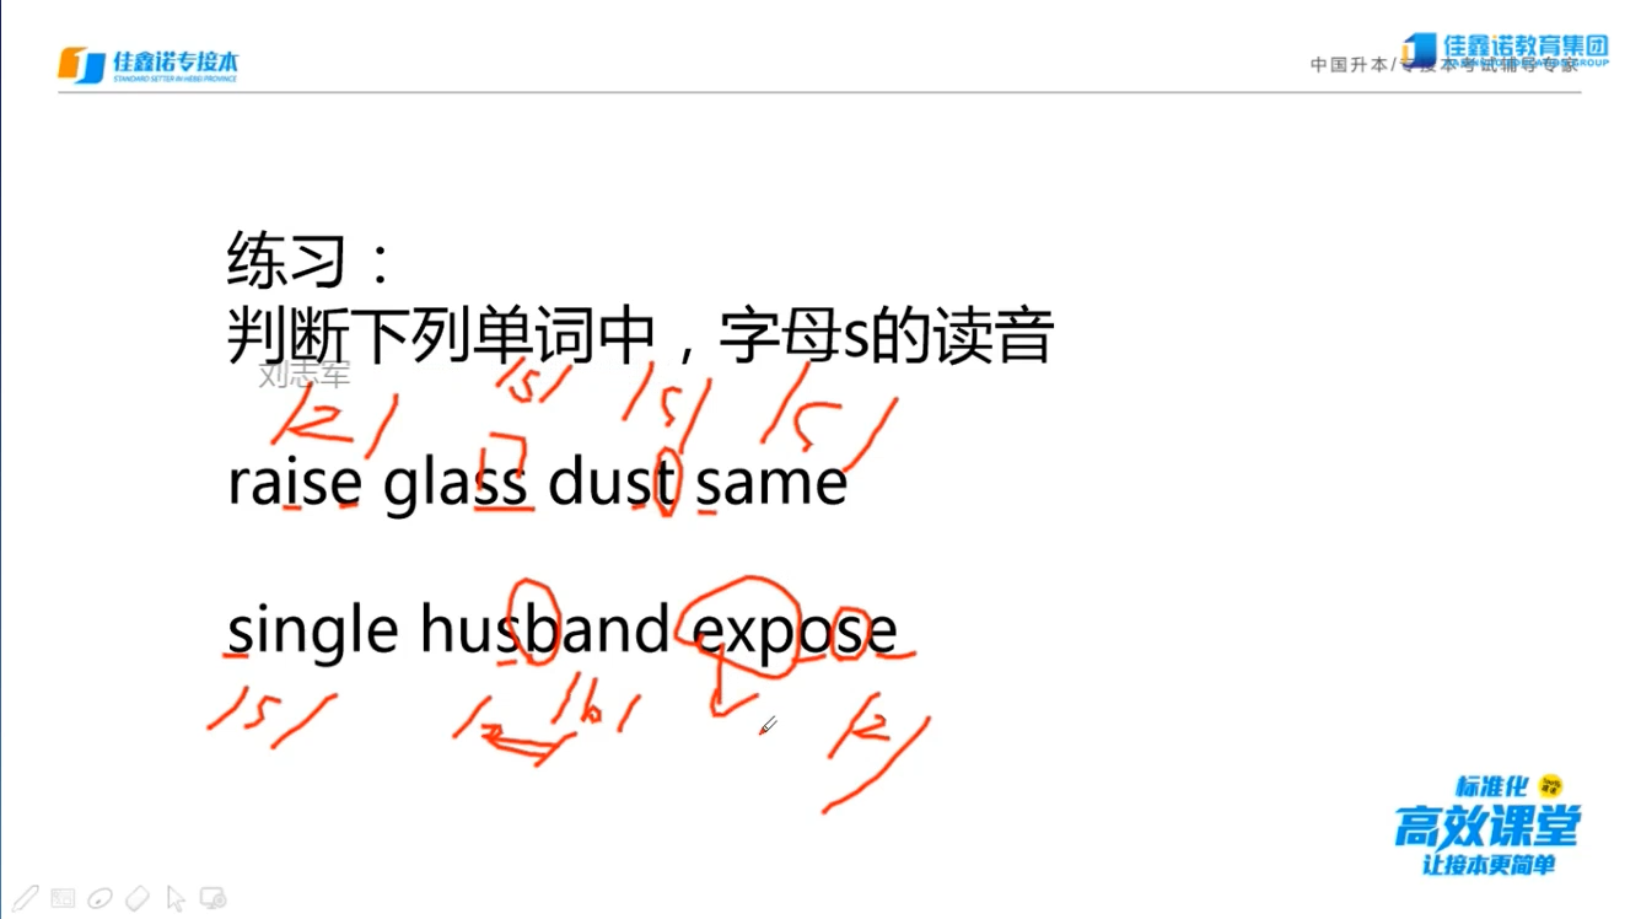 佳鑫诺专接本
STANDARD SETTER IN HEBEI PROVINCE
佳鑫诺教育集团
中国升本/专接本考试辅导专家
练习：
判断下列单词中，字母s的读音
刘志军
/z/ /s/ /s/ /s/
raise glass dust same
single husband expose
/s/ /z /b/ /z/
标准化
高效课堂
让接本更简单